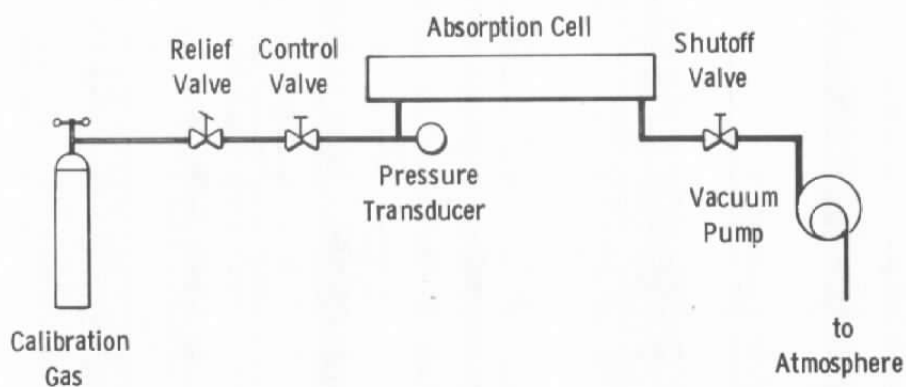 Absorption Cell
Relief
Valve
Control
Valve
Shutoff
Valve
Pressure
Transducer
Vacuum
Pump
Calibration
Gas
to
Atmosphere